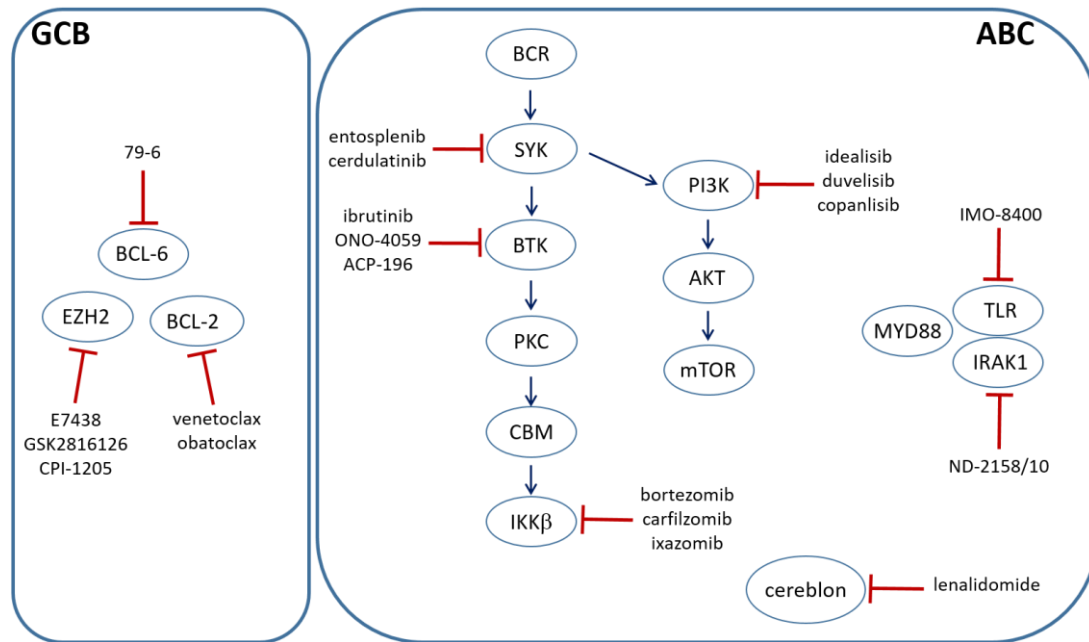 GCB
79-6
BCL-6
EZH2
BCL-2
E7438
GSK2816126
CPI-1205
venetoclax
obatoclax
ABC
BCR
entosplenib
cerdulatinib
SYK
PI3K
idealisib
duvelisib
copanlisib
ibrutinib
ONO-4059
ACP-196
BTK
AKT
IMO-8400
TLR
MYD88
IRAK1
PKC
mTOR
CBM
ND-2158/10
IKKβ
bortezomib
carfilzomib
ixazomib
cereblon
lenalidomide